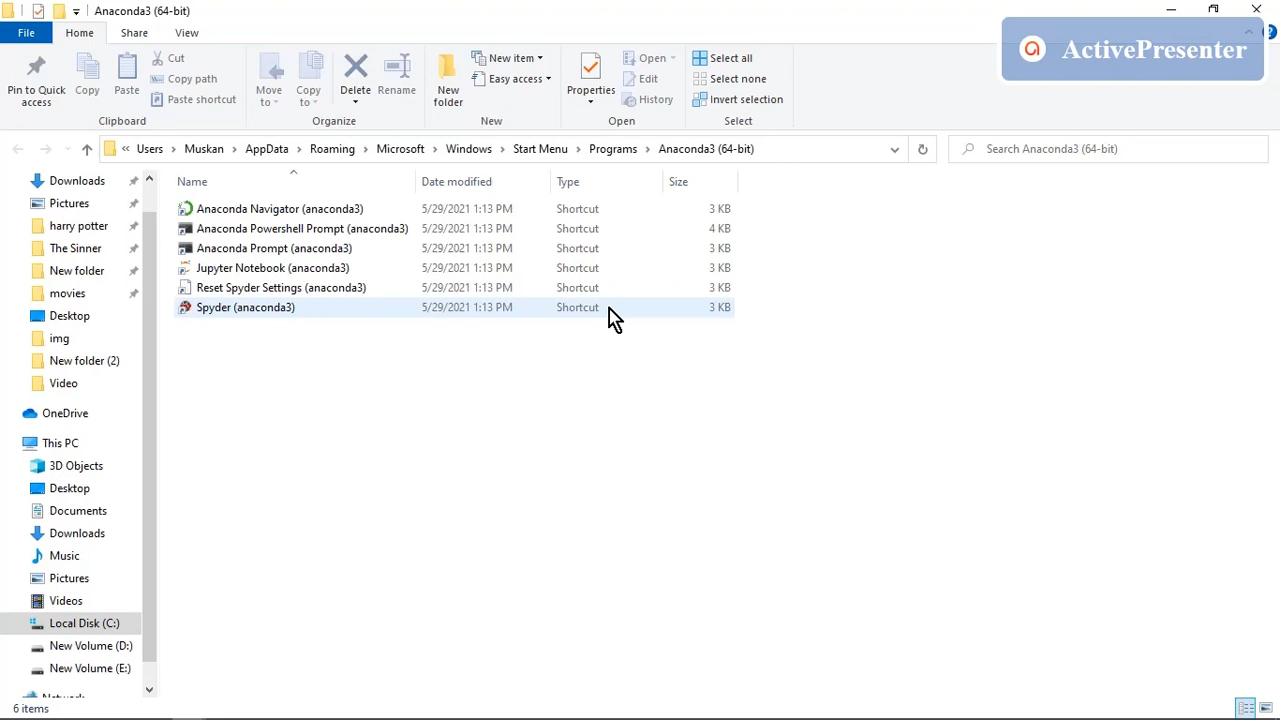 Anaconda3 (64-bit)
File Home Share View
ActivePresenter
Pin to Quick access
Copy
Paste
Cut
Copy path
Paste shortcut
Clipboard
Move to
Copy to
Delete
Rename
Organize
New folder
New item
Easy access
New
Properties
Open
Edit
History
Open
Select all
Select none
Invert selection
Select
« Users > Muskan > AppData > Roaming > Microsoft > Windows > Start Menu > Programs > Anaconda3 (64-bit)
Search Anaconda3 (64-bit)
Downloads
Pictures
harry potter
The Sinner
New folder
movies
Desktop
img
New folder (2)
Video
OneDrive
This PC
3D Objects
Desktop
Documents
Downloads
Music
Pictures
Videos
Local Disk (C:)
New Volume (D:)
New Volume (E:)
Network
Name Date modified Type Size
Anaconda Navigator (anaconda3) 5/29/2021 1:13 PM Shortcut 3 KB
Anaconda Powershell Prompt (anaconda3) 5/29/2021 1:13 PM Shortcut 4 KB
Anaconda Prompt (anaconda3) 5/29/2021 1:13 PM Shortcut 3 KB
Jupyter Notebook (anaconda3) 5/29/2021 1:13 PM Shortcut 3 KB
Reset Spyder Settings (anaconda3) 5/29/2021 1:13 PM Shortcut 3 KB
Spyder (anaconda3) 5/29/2021 1:13 PM Shortcut 3 KB
6 items